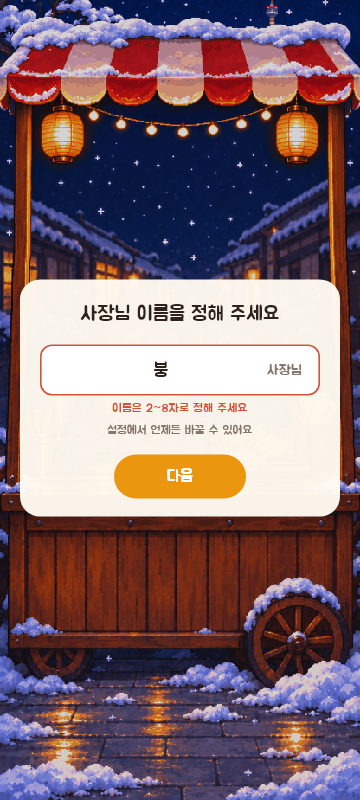 사장님 이름을 정해 주세요
붕 사장님
이름은 2~8자로 정해 주세요
설정에서 언제든 바꿀 수 있어요
다음